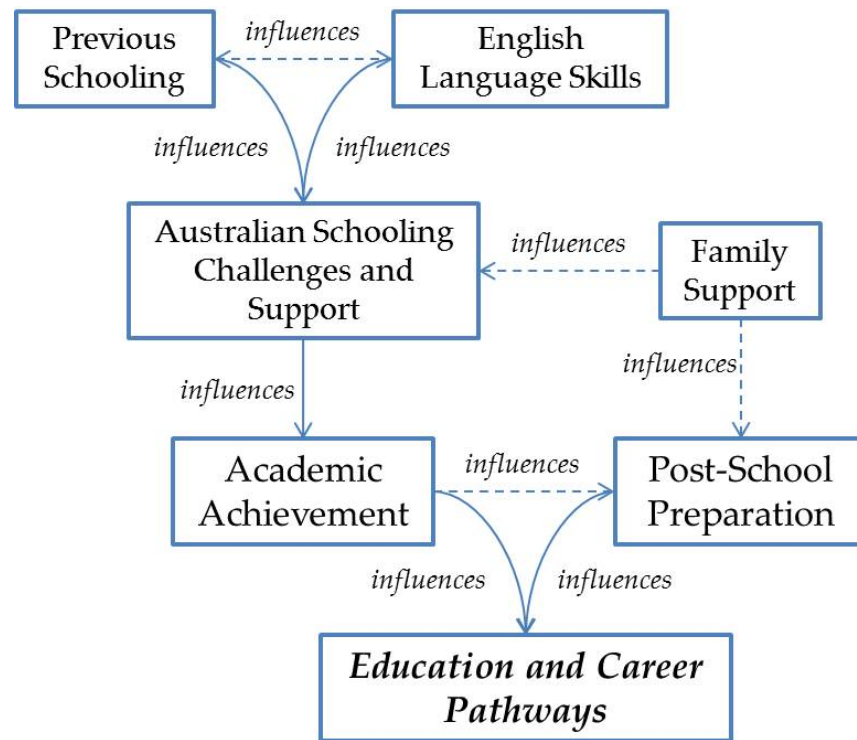 Previous
Schooling
influences
English
Language Skills
influences
influences
Australian Schooling
Challenges and
Support
influences
Family
Support
influences
influences
Academic
Achievement
influences
Post-School
Preparation
influences
influences
Education and Career
Pathways